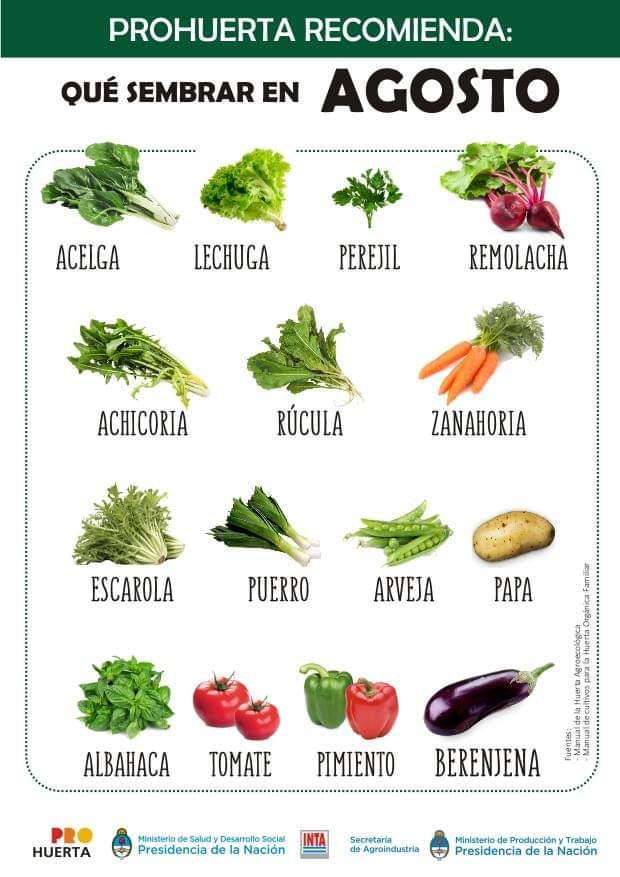 PROHUERTA RECOMIENDA:
QUÉ SEMBRAR EN AGOSTO
ACELGA LECHUGA PEREJIL REMOLACHA
ACHICORIA RÚCULA ZANAHORIA
ESCAROLA PUERRO ARVEJA PAPA
ALBAHACA TOMATE PIMIENTO BERENJENA
Fuentes:
- Manual de la Huerta Agroecológica
- Manual de cultivos para la Huerta Orgánica Familiar
PRO
HUERTA
Ministerio de Salud y Desarrollo Social
Presidencia de la Nación
INTA
Secretaría
de Agroindustria
Ministerio de Producción y Trabajo
Presidencia de la Nación